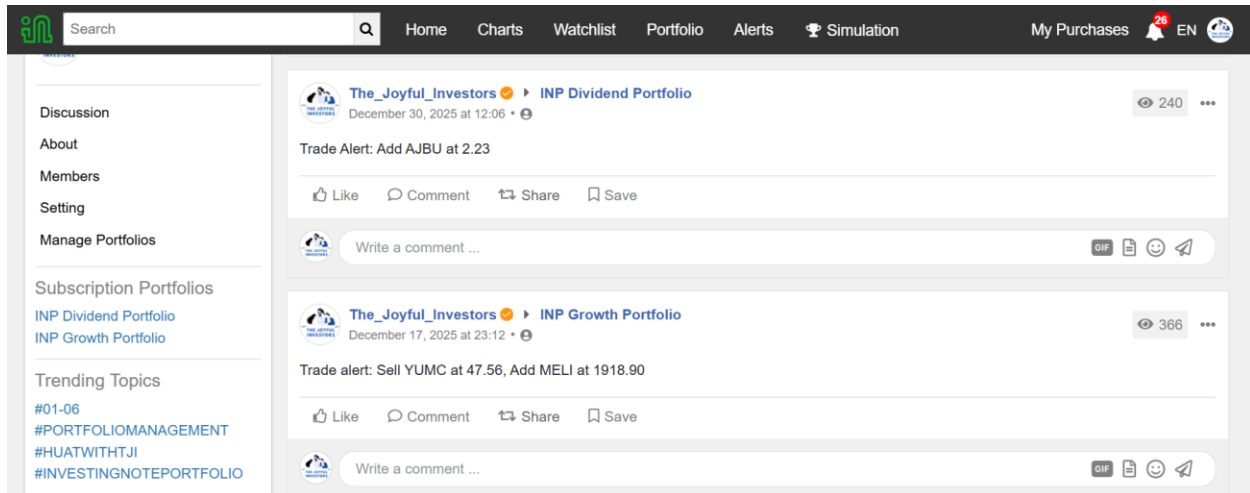 Search
Home
Charts
Watchlist
Portfolio
Alerts
Simulation
My Purchases
26
EN
Discussion
About
Members
Setting
Manage Portfolios
Subscription Portfolios
INP Dividend Portfolio
INP Growth Portfolio
Trending Topics
#01-06
#PORTFOLIOMANAGEMENT
#HUATWITHTJI
#INVESTINGNOTEPORTFOLIO
The_Joyful_Investors INP Dividend Portfolio
December 30, 2025 at 12:06 •
240
Trade Alert: Add AJBU at 2.23
Like Comment Share Save
Write a comment ...
GIF
The_Joyful_Investors INP Growth Portfolio
December 17, 2025 at 23:12 •
366
Trade alert: Sell YUMC at 47.56, Add MELI at 1918.90
Like Comment Share Save
Write a comment ...
GIF